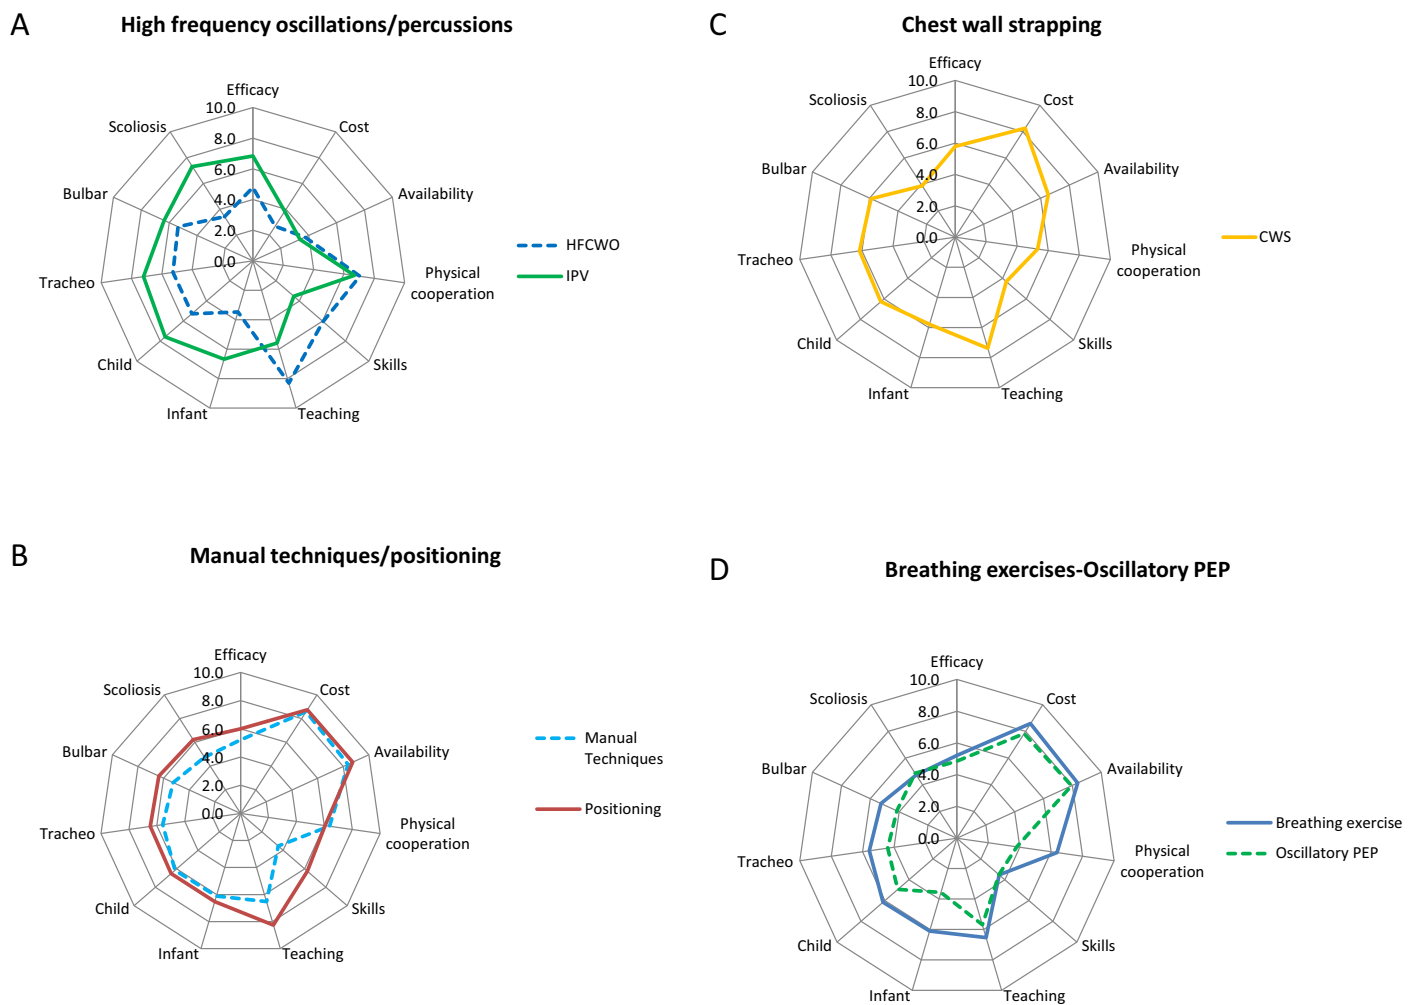 A
High frequency oscillations/percussions
Efficacy
10.0
Cost
Scoliosis
8.0
6.0
Bulbar
Availability
4.0
2.0
HFCWO
0.0
IPV
Tracheo
Physical
cooperation
Child
Skills
Infant
Teaching
C
Chest wall strapping
Efficacy
10.0
Cost
Scoliosis
8.0
6.0
Bulbar
Availability
4.0
2.0
0.0
CWS
Tracheo
Physical
cooperation
Child
Skills
Infant
Teaching
B
Manual techniques/positioning
Efficacy
10.0
Cost
Scoliosis
8.0
6.0
Bulbar
Availability
4.0
Manual
Techniques
2.0
0.0
Positioning
Tracheo
Physical
cooperation
Child
Skills
Infant
Teaching
D
Breathing exercises-Oscillatory PEP
Efficacy
10.0
Cost
Scoliosis
8.0
6.0
Bulbar
Availability
4.0
2.0
Breathing exercise
0.0
Oscillatory PEP
Tracheo
Physical
cooperation
Child
Skills
Infant
Teaching